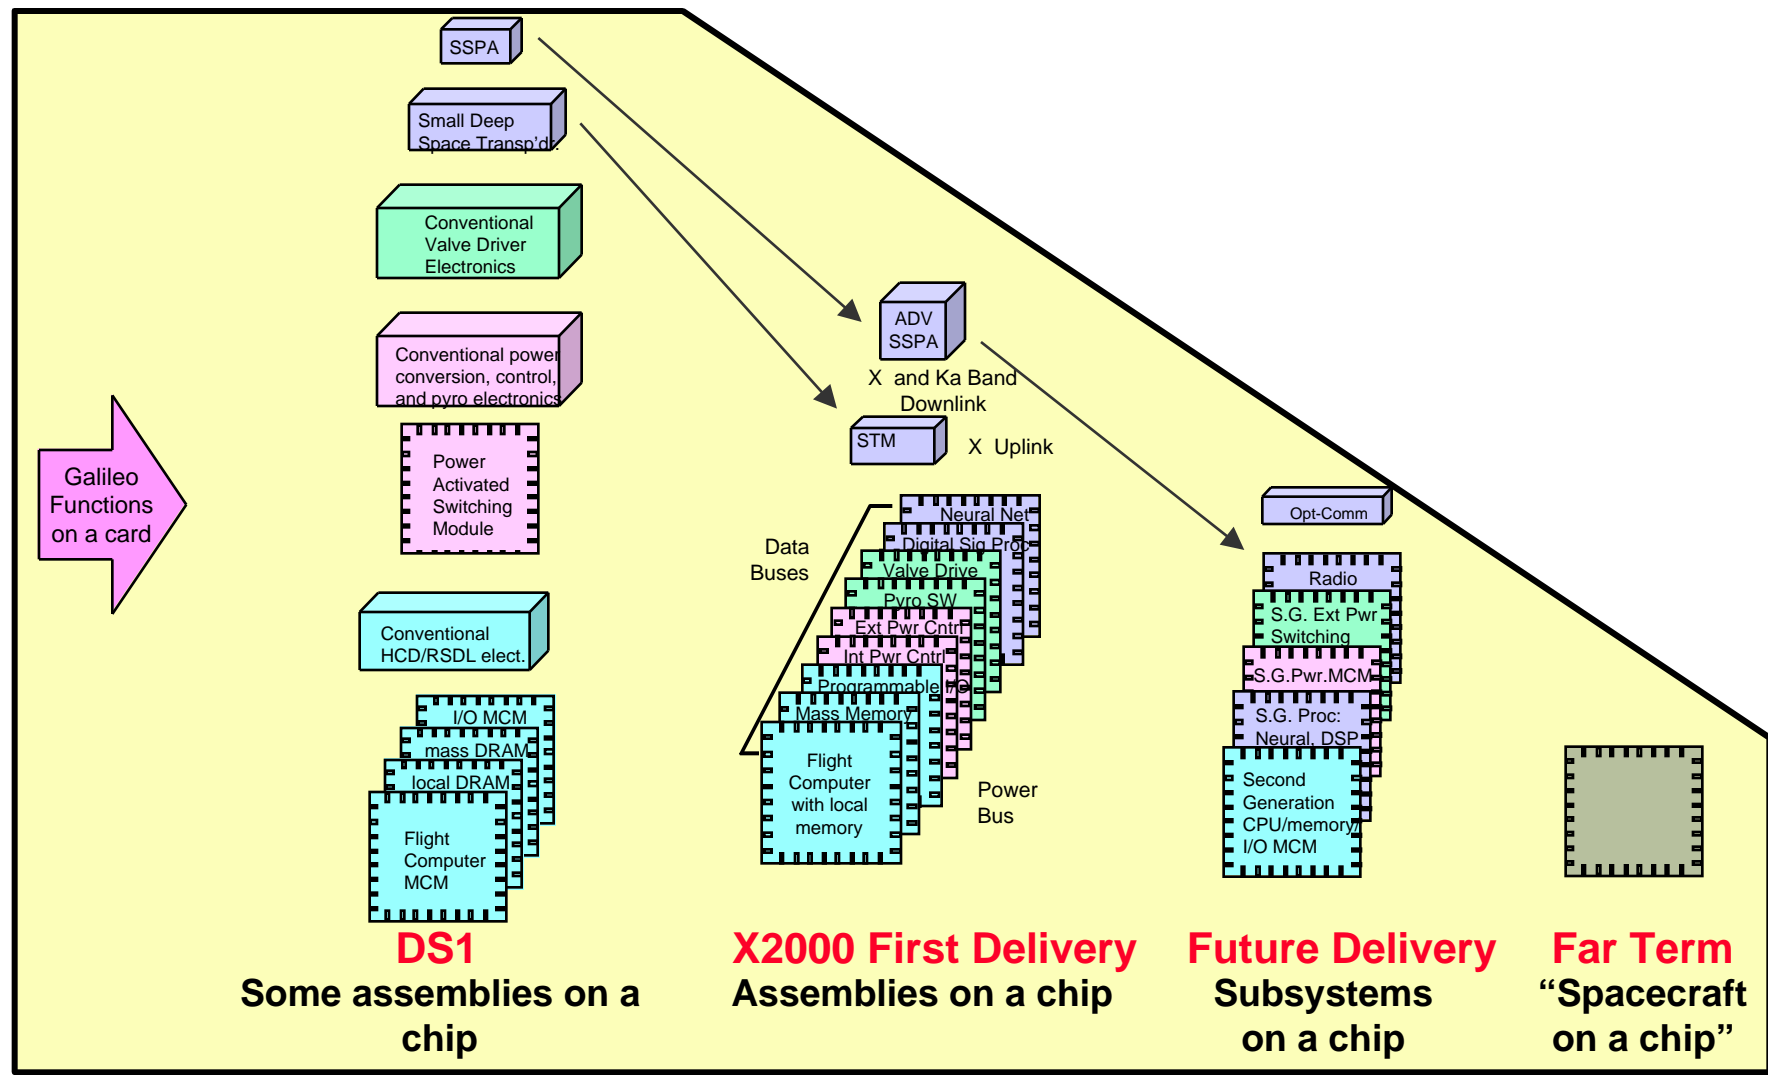 SSPA
Small Deep
Space Transp’dr.
Conventional
Valve Driver
Electronics
Conventional power
conversion, control,
and pyro electronics
Power
Activated
Switching
Module
Galileo
Functions
on a card
Conventional
HCD/RSDL elect.
I/O MCM
mass DRAM
local DRAM
Flight
Computer
MCM
ADV
SSPA
X and Ka Band
Downlink
STM
X Uplink
Data
Buses
Neural Net
Digital Sig Proc
Valve Drive
Pyro SW
Ext Pwr Cntrl
Int Pwr Cntrl
Programmable I/O
Mass Memory
Flight
Computer
with local
memory
Power
Bus
Opt-Comm
Radio
S.G. Ext Pwr
Switching
S.G.Pwr.MCM
S.G. Proc:
Neural, DSP
Second
Generation
CPU/memory/
I/O MCM
DS1
Some assemblies on a
chip
X2000 First Delivery
Assemblies on a chip
Future Delivery
Subsystems
on a chip
Far Term
“Spacecraft
on a chip”